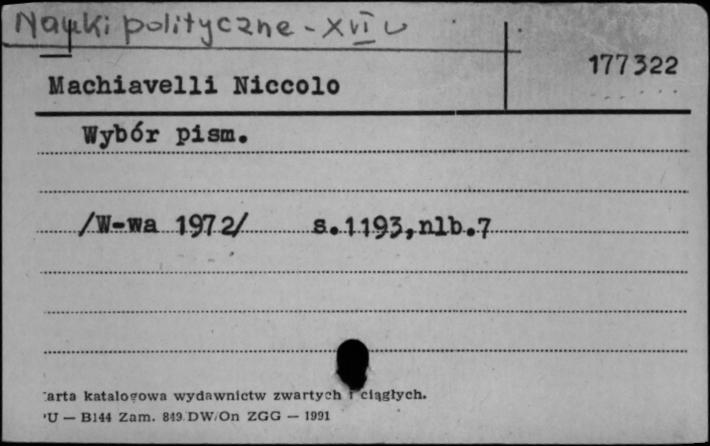 Nauki polityczne - XVI w
177322
Machiavelli Niccolo
Wybór pism.
/W-wa 1972/ s.1193,nlb.7
arta katalogowa wydawnictw zwartych i ciągłych.
U — B144 Zam. 849 DW/On ZGG — 1991